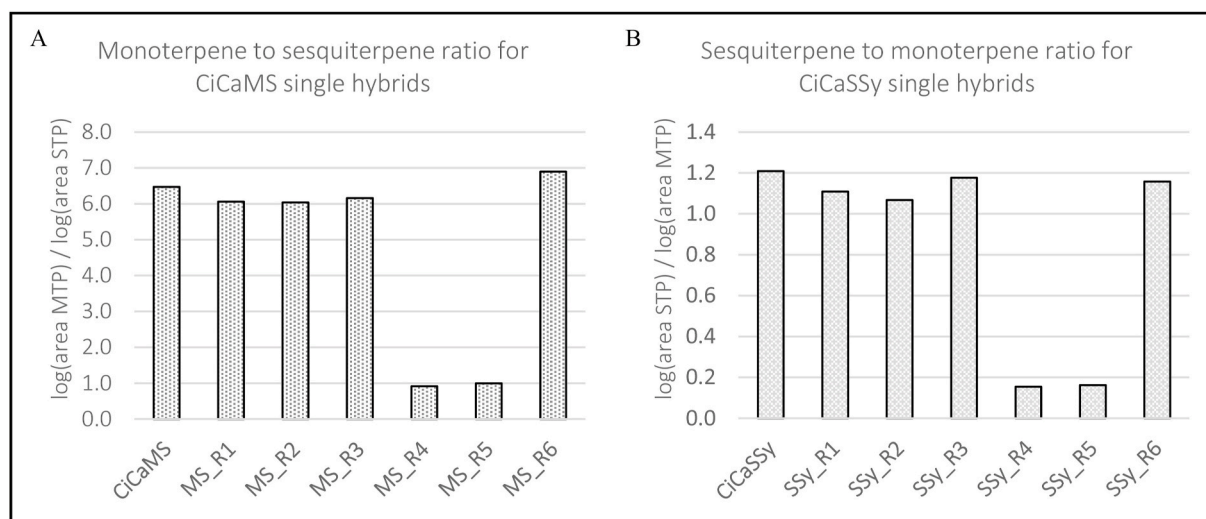 A
Monoterpene to sesquiterpene ratio for
CiCaMS single hybrids
log(area MTP) / log(area STP)
8.0
7.0
6.0
5.0
4.0
3.0
2.0
1.0
0.0
CiCaMS
MS_R1
MS_R2
MS_R3
MS_R4
MS_R5
MS_R6
B
Sesquiterpene to monoterpene ratio for
CiCaSSy single hybrids
log(area STP) / log(area MTP)
1.4
1.2
1.0
0.8
0.6
0.4
0.2
0.0
CiCaSSy
SSy_R1
SSy_R2
SSy_R3
SSy_R4
SSy_R5
SSy_R6